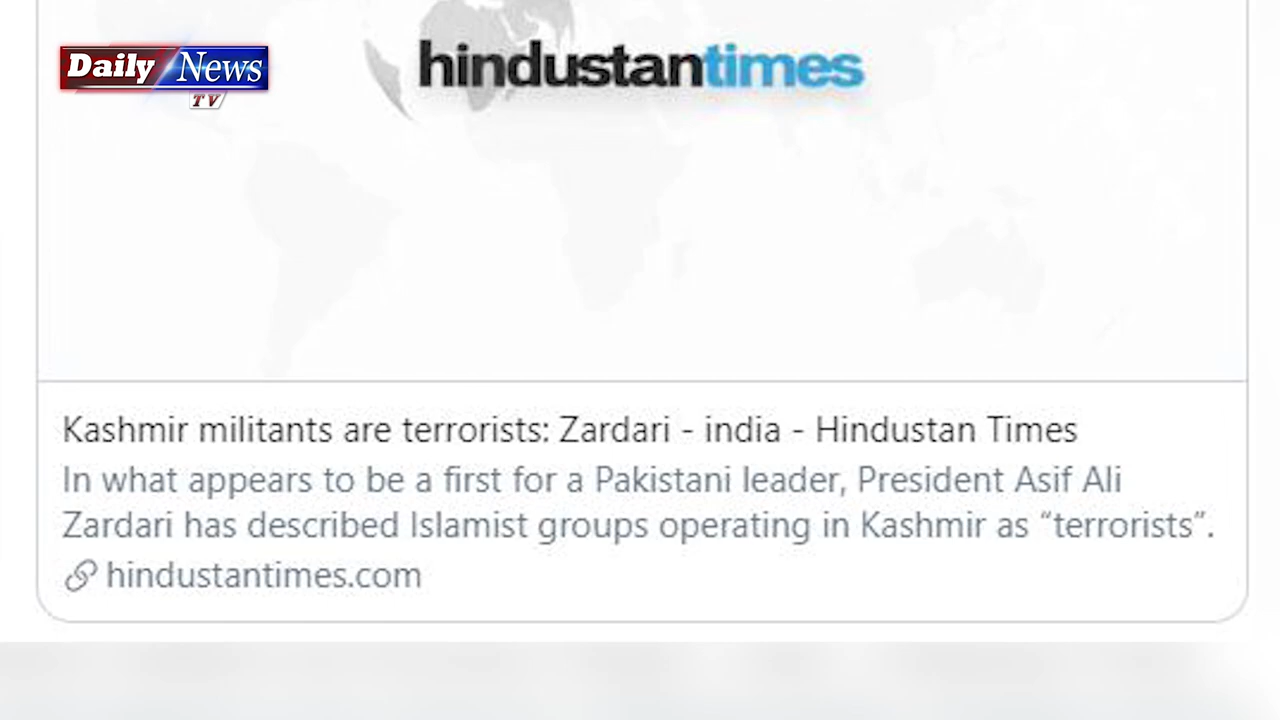 Daily News
TV
hindustantimes
Kashmir militants are terrorists: Zardari - india - Hindustan Times
In what appears to be a first for a Pakistani leader, President Asif Ali
Zardari has described Islamist groups operating in Kashmir as “terrorists”.
hindustantimes.com